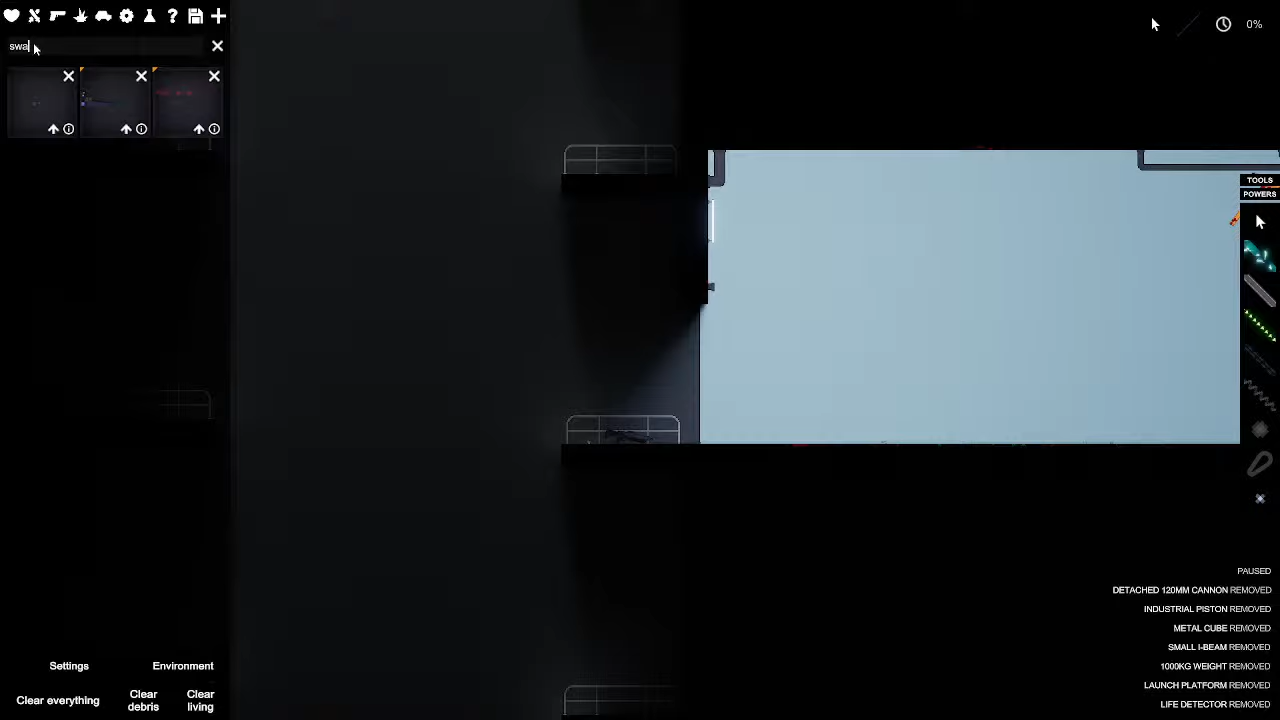 0%
swa
TOOLS
POWERS
PAUSED
DETACHED 120MM CANNON REMOVED
INDUSTRIAL PISTON REMOVED
METAL CUBE REMOVED
SMALL I-BEAM REMOVED
1000KG WEIGHT REMOVED
LAUNCH PLATFORM REMOVED
LIFE DETECTOR REMOVED
Settings
Environment
Clear everything
Clear debris
Clear living